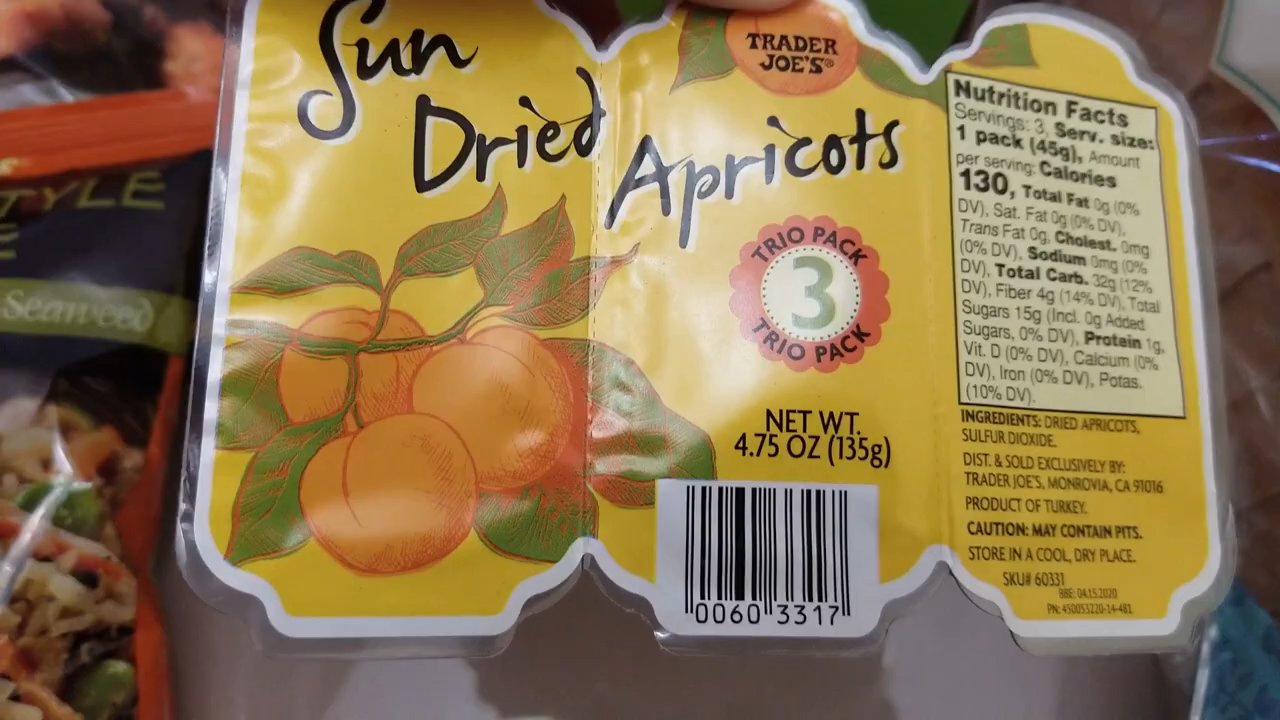 TYLE
E
Seaweed
Sun
Dried
Apricots
TRADER
JOE'S®
TRIO PACK
3
TRIO PACK
NET WT.
4.75 OZ (135g)
0060 3317
Nutrition Facts
Servings: 3, Serv. size:
1 pack (45g), Amount
per serving: Calories
130, Total Fat 0g (0%
DV), Sat. Fat 0g (0% DV),
Trans Fat 0g, Cholest. 0mg
(0% DV), Sodium 0mg (0%
DV), Total Carb. 32g (12%
DV), Fiber 4g (14% DV), Total
Sugars 15g (Incl. 0g Added
Sugars, 0% DV), Protein 1g,
Vit. D (0% DV), Calcium (0%
DV), Iron (0% DV), Potas.
(10% DV).
INGREDIENTS: DRIED APRICOTS,
SULFUR DIOXIDE.
DIST. & SOLD EXCLUSIVELY BY:
TRADER JOE'S, MONROVIA, CA 91016
PRODUCT OF TURKEY.
CAUTION: MAY CONTAIN PITS.
STORE IN A COOL, DRY PLACE.
SKU# 60331
BBE: 04.15.2020
PN: 450053220-14-481